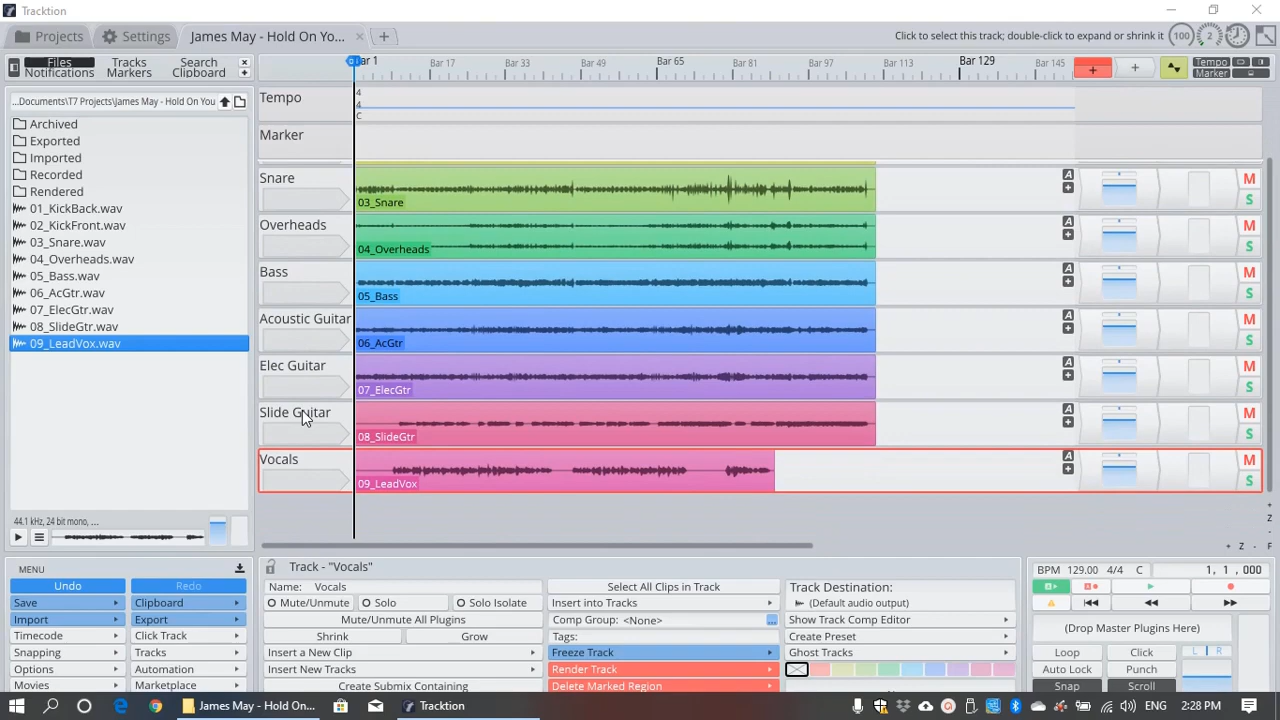 Tracktion
Projects
Settings
James May - Hold On Yo...
Click to select this track; double-click to expand or shrink it
100
2
Files
Tracks
Search
Notifications
Markers
Clipboard
Bar 1
Bar 17
Bar 33
Bar 49
Bar 65
Bar 81
Bar 97
Bar 113
Bar 129
Bar 145
Tempo
Marker
...Documents\T7 Projects\James May - Hold On You
Archived
Exported
Imported
Recorded
Rendered
01_KickBack.wav
02_KickFront.wav
03_Snare.wav
04_Overheads.wav
05_Bass.wav
06_AcGtr.wav
07_ElecGtr.wav
08_SlideGtr.wav
09_LeadVox.wav
Tempo
4
4
C
Marker
Snare
03_Snare
A
M
S
Overheads
04_Overheads
A
M
S
Bass
05_Bass
A
M
S
Acoustic Guitar
06_AcGtr
A
M
S
Elec Guitar
07_ElecGtr
A
M
S
Slide Guitar
08_SlideGtr
A
M
S
Vocals
09_LeadVox
A
M
S
44.1 kHz, 24 bit mono, ...
+
Z
-
+ Z - F
MENU
Undo
Redo
Save
Clipboard
Import
Export
Timecode
Click Track
Snapping
Tracks
Options
Automation
Movies
Marketplace
Track - "Vocals"
Name: Vocals
Mute/Unmute
Solo
Solo Isolate
Mute/Unmute All Plugins
Shrink
Grow
Insert a New Clip
Insert New Tracks
Create Submix Containing
Select All Clips in Track
Insert into Tracks
Comp Group: <None>
Tags:
Freeze Track
Render Track
Delete Marked Region
Track Destination:
(Default audio output)
Show Track Comp Editor
Create Preset
Ghost Tracks
BPM 129.00 4/4 C
1, 1 , 000
(Drop Master Plugins Here)
Loop
Click
Auto Lock
Punch
Snap
Scroll
L
R
James May - Hold On...
Tracktion
ENG
2:28 PM